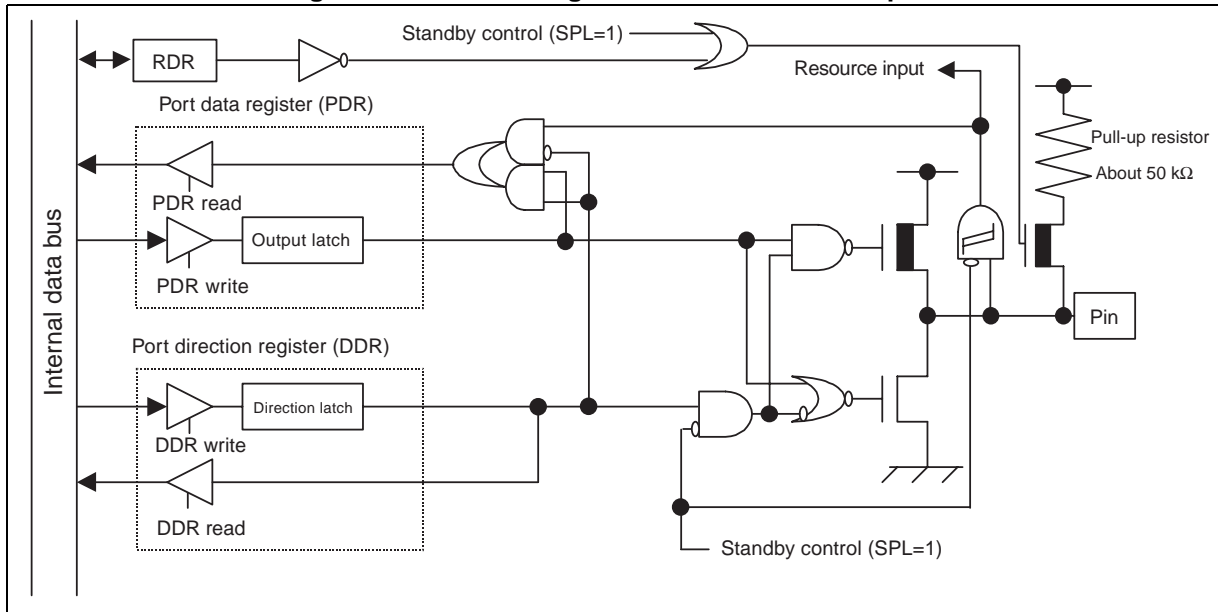 Standby control (SPL=1)
RDR
Resource input
Port data register (PDR)
Pull-up resistor
About 50 kΩ
PDR read
Output latch
PDR write
Internal data bus
Pin
Port direction register (DDR)
Direction latch
DDR write
DDR read
Standby control (SPL=1)